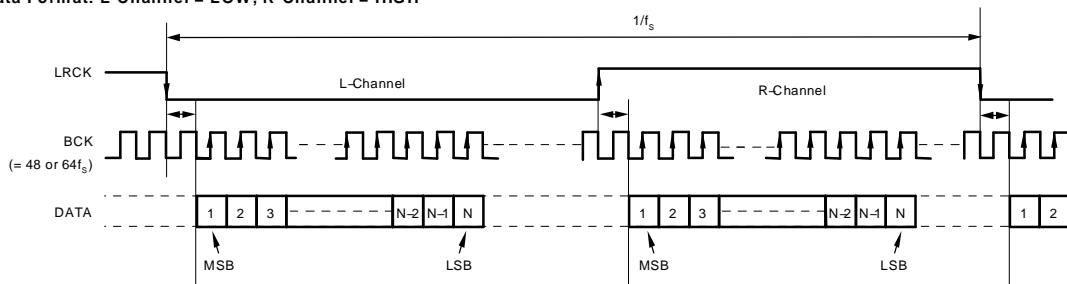 ata Format: L-Channel = LOW, R-Channel = HIGH
1/fs
LRCK
L-Channel
R-Channel
BCK
(= 48 or 64fs)
DATA
1 2 3 N-2 N-1 N 1 2 3 N-2 N-1 N 1 2
MSB LSB MSB LSB